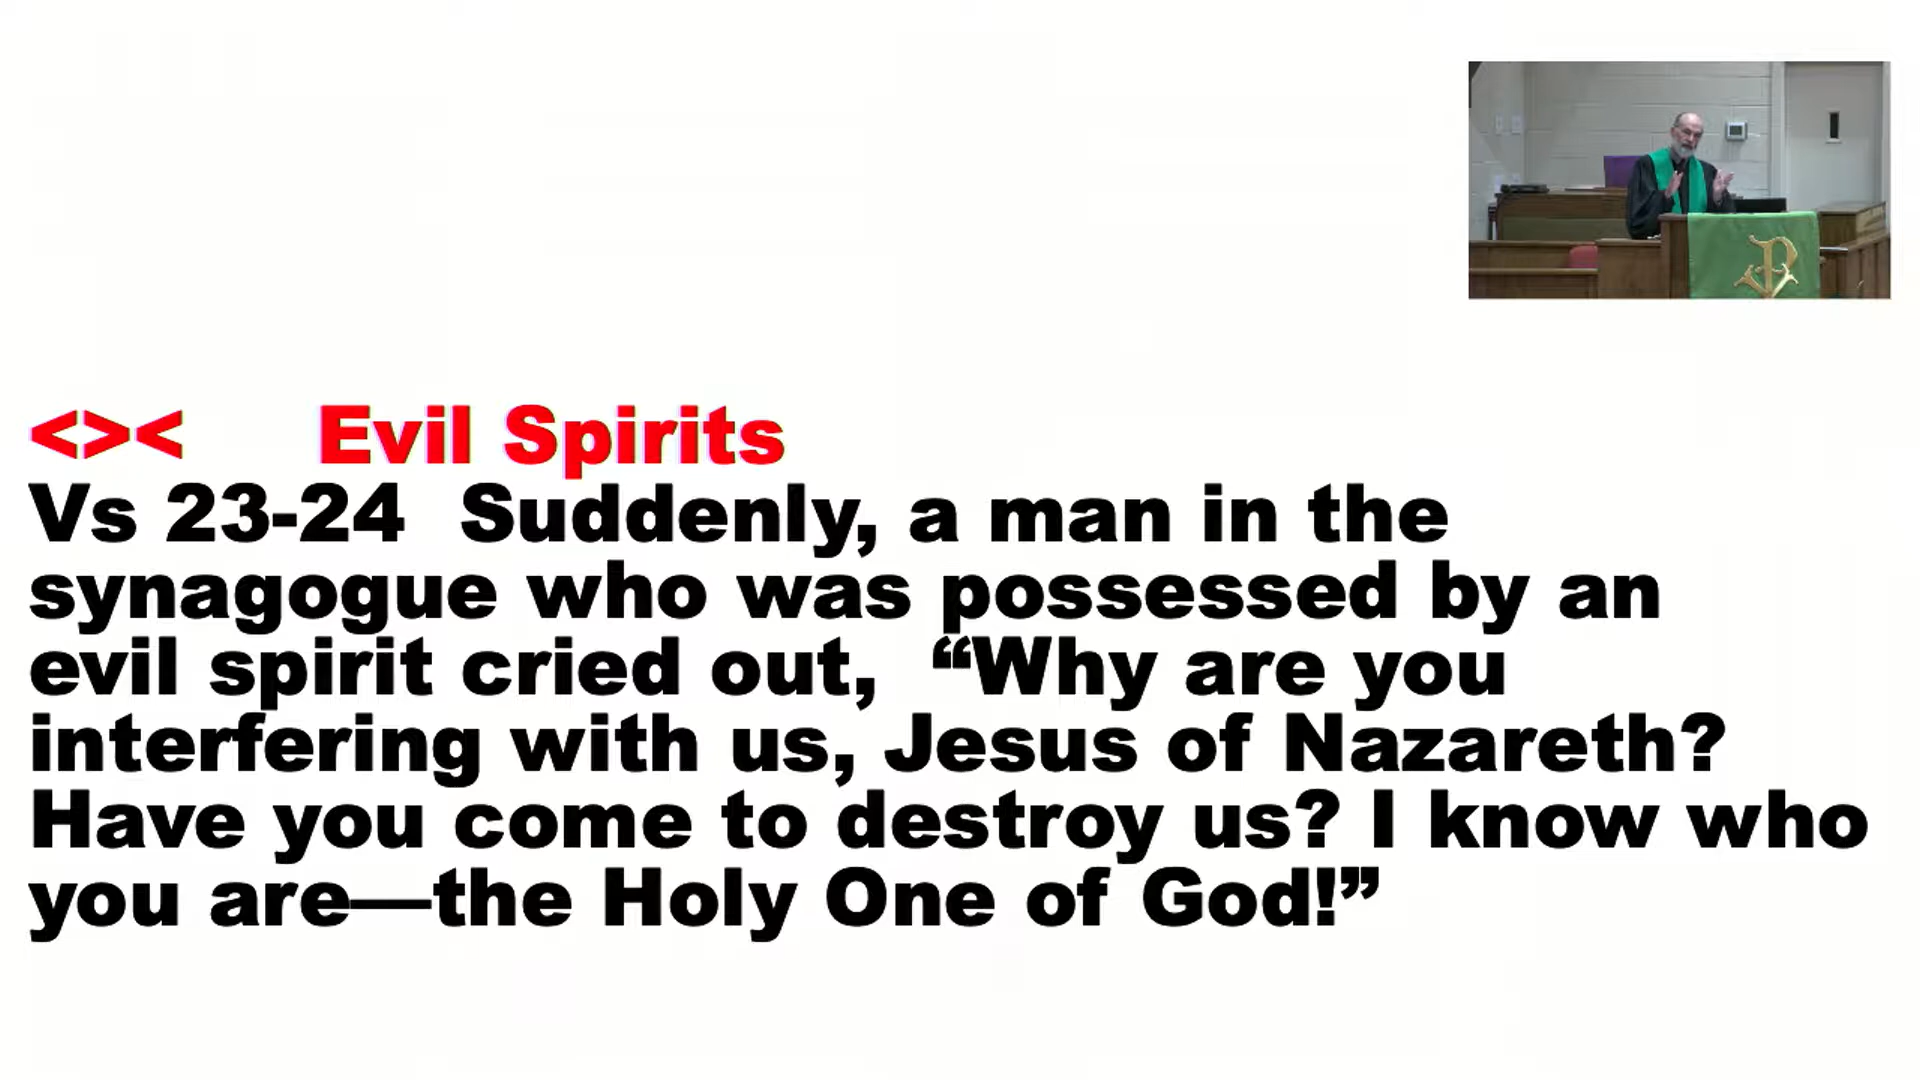 <><  Evil Spirits
Vs 23-24  Suddenly, a man in the
synagogue who was possessed by an
evil spirit cried out,  “Why are you
interfering with us, Jesus of Nazareth?
Have you come to destroy us? I know who
you are—the Holy One of God!”